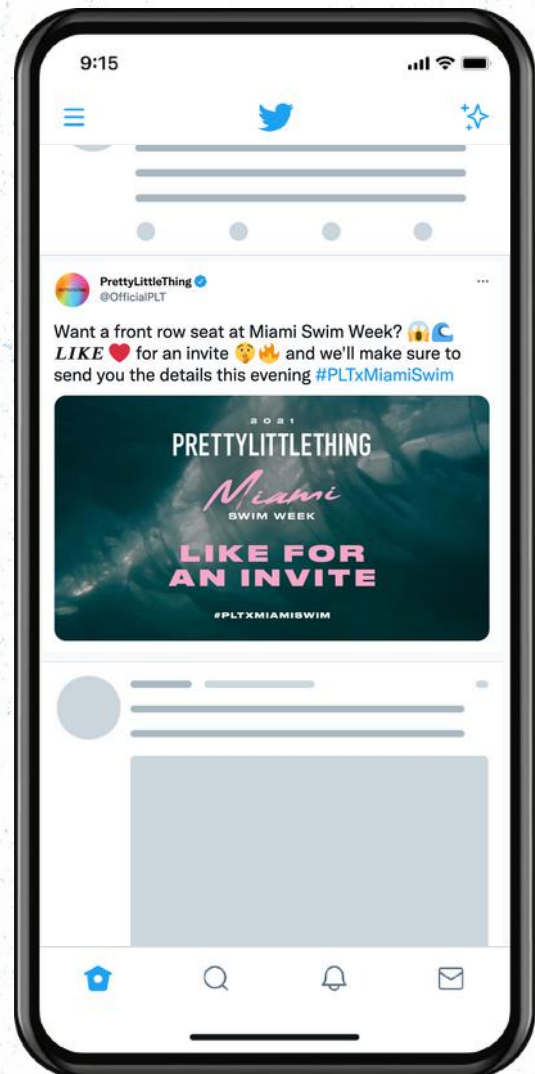 9:15
PrettyLittleThing
@OfficialPLT
Want a front row seat at Miami Swim Week? 😱🌊
𝑳𝑰𝑲𝑬 ❤️ for an invite 🤫🔥 and we'll make sure to
send you the details this evening #PLTxMiamiSwim
2021
PRETTYLITTLETHING
Miami
SWIM WEEK
LIKE FOR
AN INVITE
#PLTXMIAMISWIM